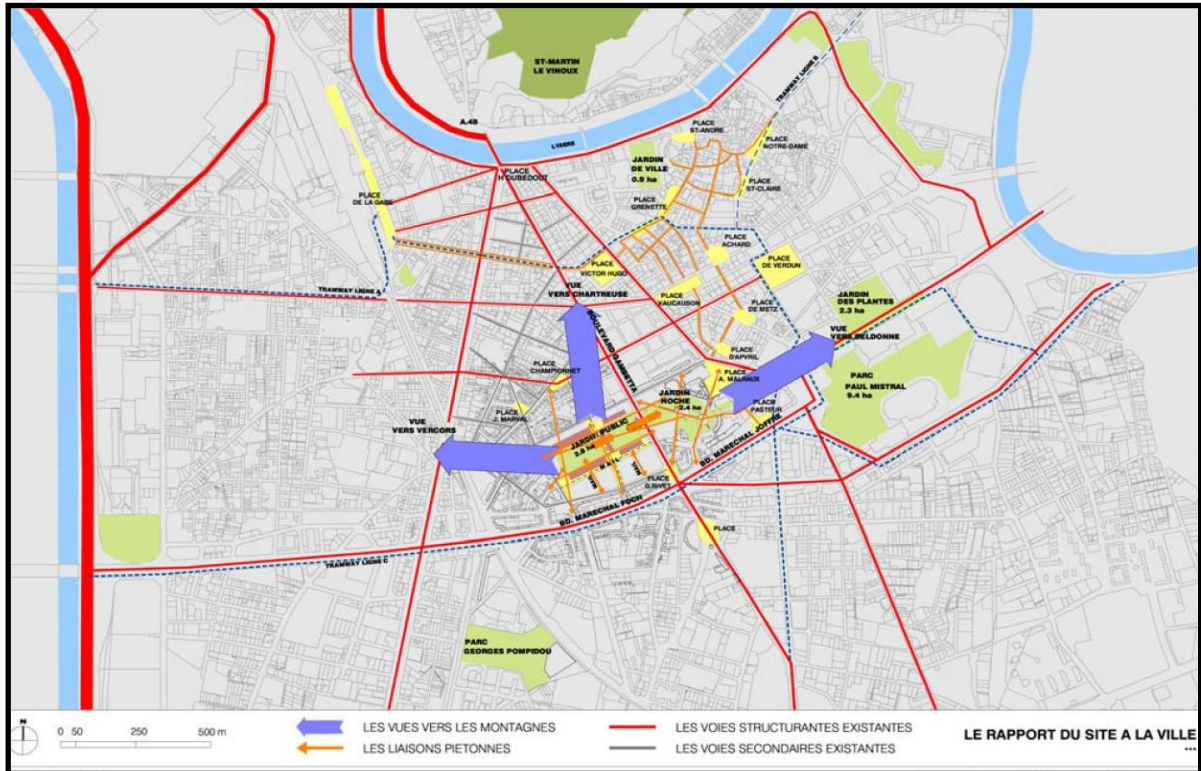 ST-MARTIN
LE VINOUX
A.48
L'ISERE
TRAMWAY LIGNE B
PLACE
ST-ANDRE
PLACE
NOTRE-DAME
JARDIN
DE VILLE
0.9 ha
PLACE
H DUBEDOUT
PLACE
ST-CLAIRE
PLACE
DE LA GARE
PLACE
GRENETTE
PLACE
ACHARD
PLACE
DE VERDUN
PLACE
VICTOR HUGO
VUE
VERS CHARTREUSE
TRAMWAY LIGNE A
PLACE
VAUCAUSON
PLACE
DE METZ
JARDIN
DES PLANTES
2.3 ha
VUE
VERS BELDONNE
BOULEVARD GAMBETTA
PLACE
D'APVRIL
PLACE
CHAMPIONNET
PLACE
A. MALRAUX
PARC
PAUL MISTRAL
9.4 ha
JARDIN
HOCHE
2.4 ha
PLACE
J. MARVAL
PLACE
PASTEUR
VUE
VERS VERCORS
JARDIN PUBLIC
2.8 ha
MAIL
MAIL
MAIL
BD. MARECHAL JOFFRE
PLACE
G.RIVET
BD. MARECHAL FOCH
PLACE
TRAMWAY LIGNE C
PARC
GEORGES POMPIDOU
N
0 50 250 500 m
LES VUES VERS LES MONTAGNES
LES LIAISONS PIETONNES
LES VOIES STRUCTURANTES EXISTANTES
LES VOIES SECONDAIRES EXISTANTES
LE RAPPORT DU SITE A LA VILLE